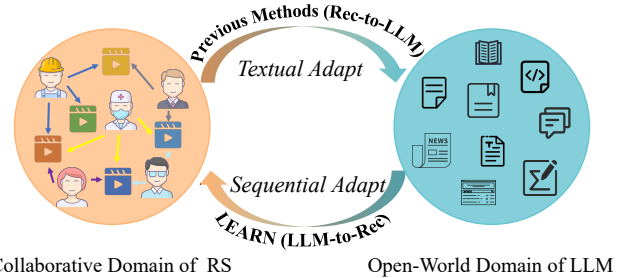 Previous Methods (Rec-to-LLM)
Textual Adapt
NEWS
T
Sequential Adapt
LEARN (LLM-to-Rec)
Collaborative Domain of RS
Open-World Domain of LLM